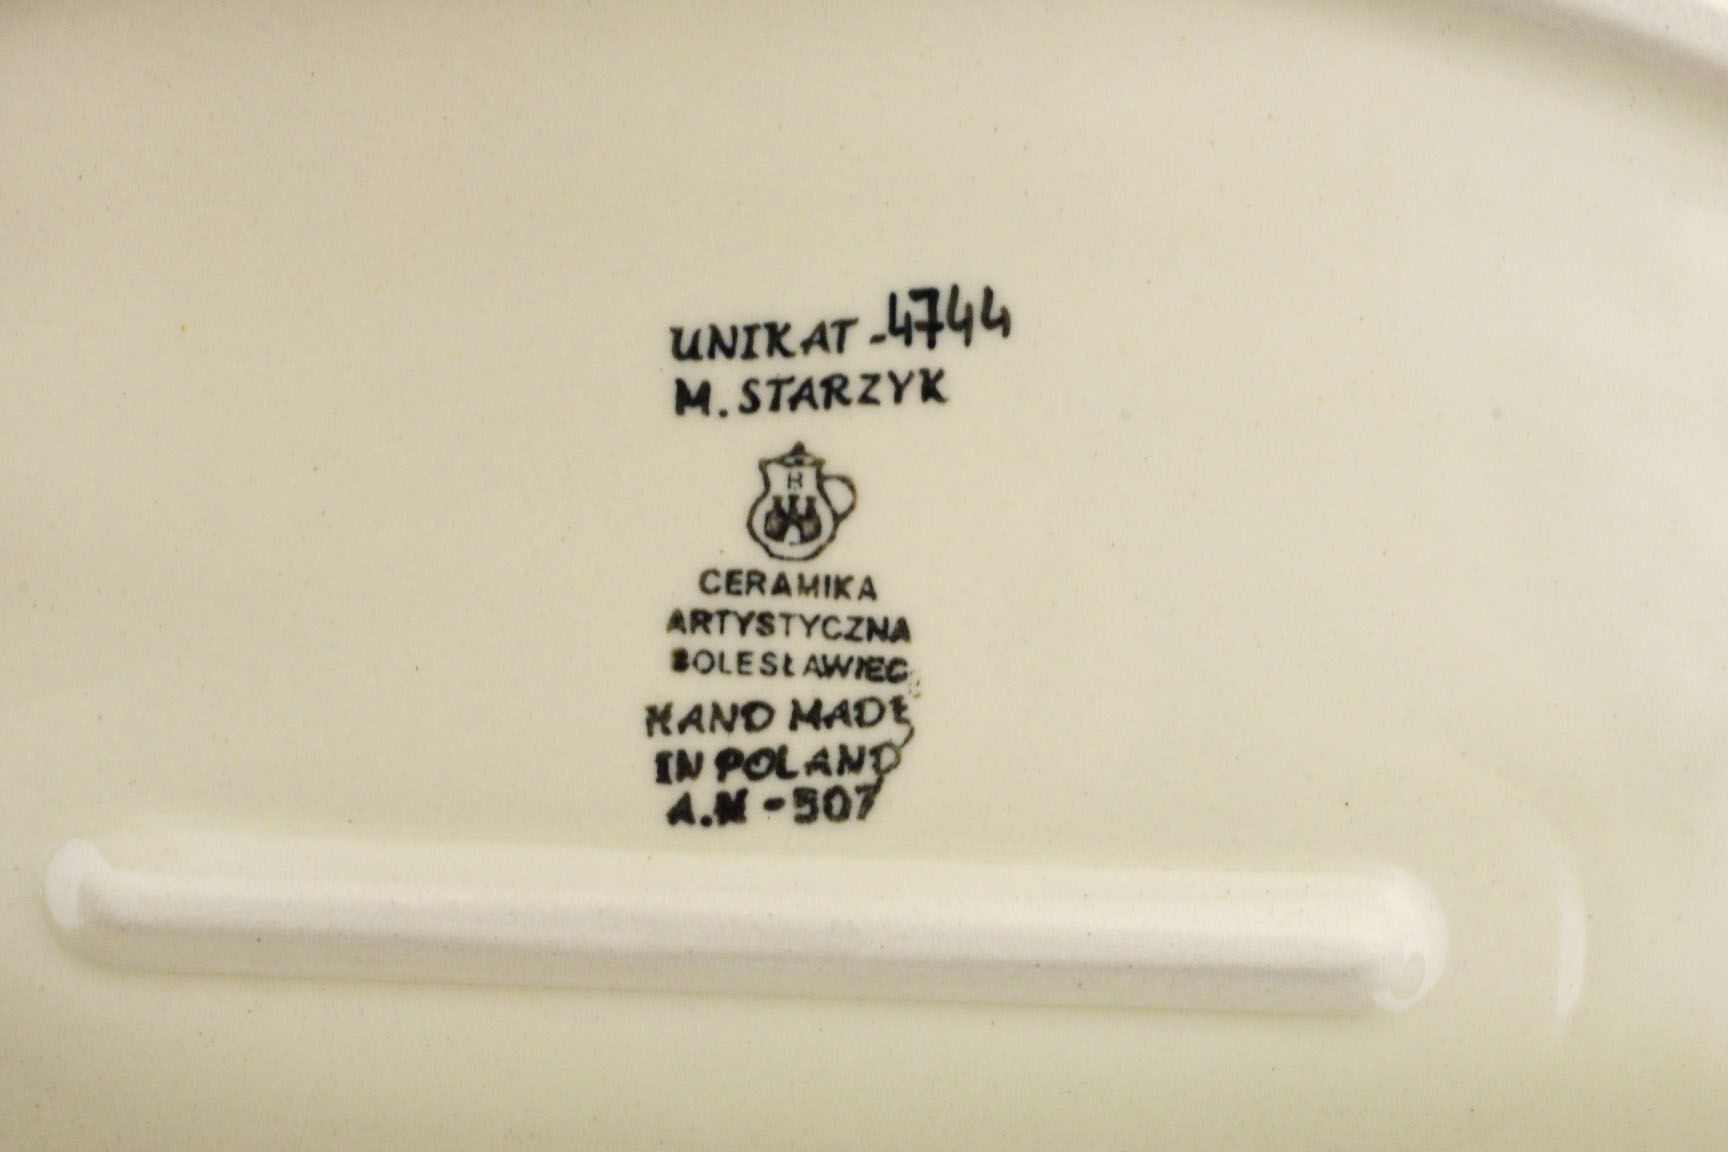 UNIKAT -4744
M. STARZYK
B
CERAMIKA
ARTYSTYCZNA
BOLESŁAWIEC
HAND MADE
IN POLAND
A.M - 507